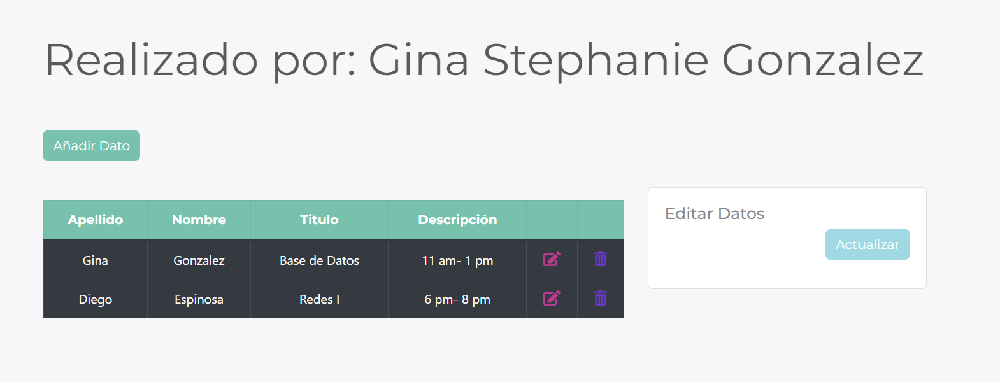 Realizado por: Gina Stephanie Gonzalez
Añadir Dato
Apellido Nombre Titulo Descripción
Gina Gonzalez Base de Datos 11 am- 1 pm
Diego Espinosa Redes I 6 pm- 8 pm
Editar Datos
Actualizar